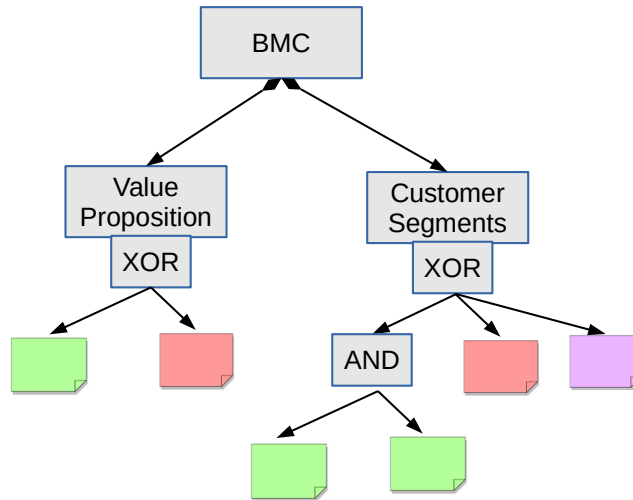 BMC
Value
Proposition
XOR
Customer
Segments
XOR
AND